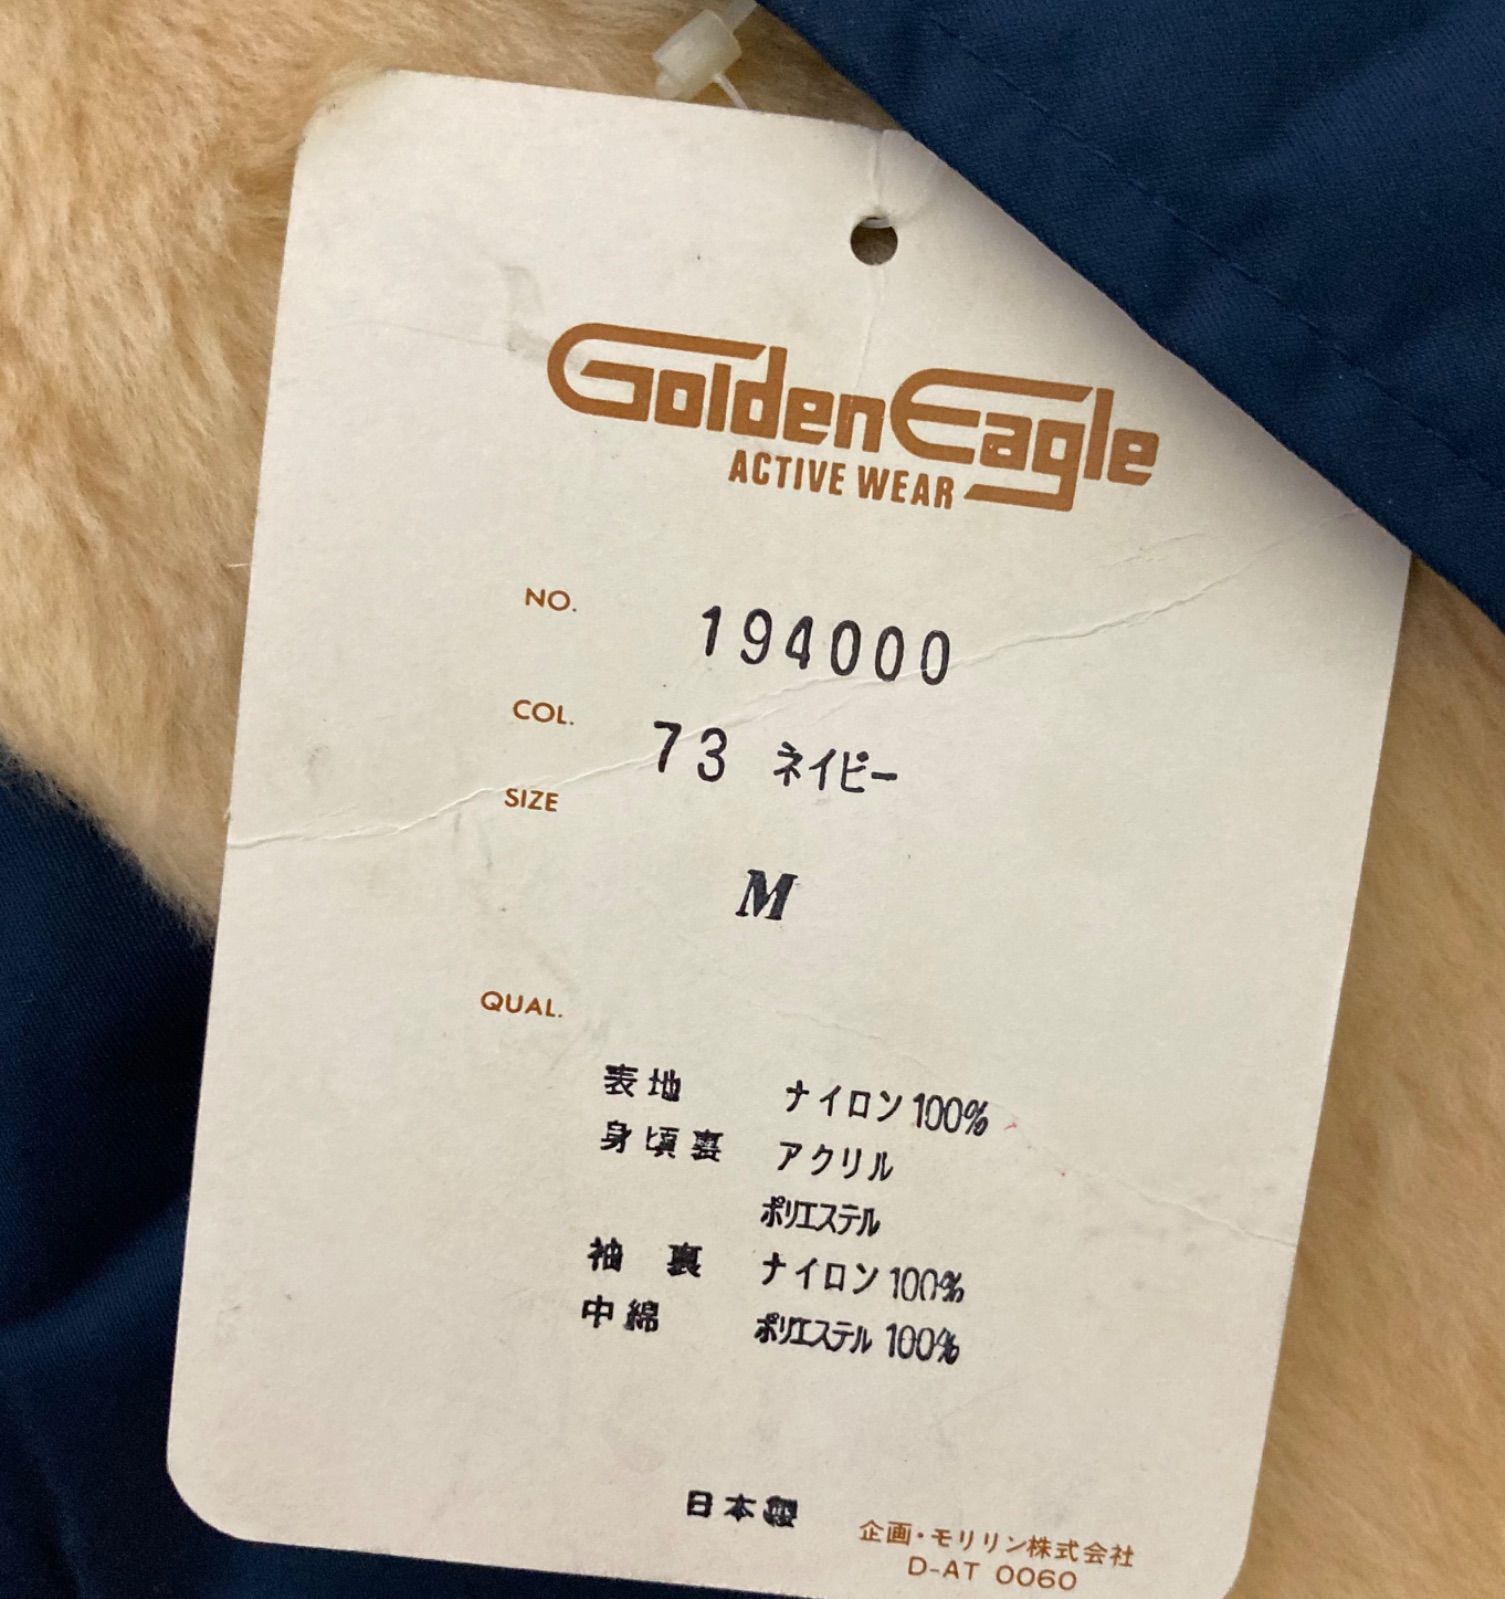 Golden Eagle
ACTIVE WEAR
NO. 194000
COL. 73 ネイビー
SIZE
M
QUAL.
表地 ナイロン100%
身頃裏 アクリル
ポリエステル
袖裏 ナイロン100%
中綿 ポリエステル100%
日本製
企画・モリリン株式会社
D-AT 0060